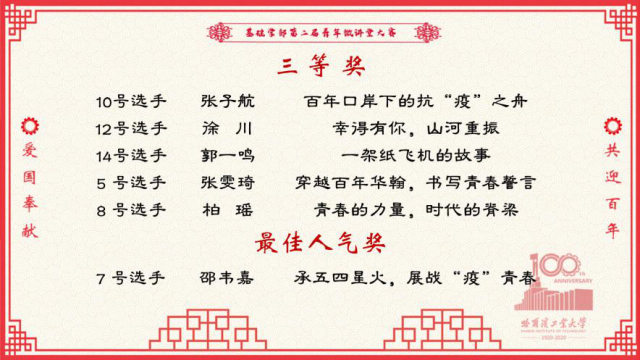 基础学部第二届青年微讲堂大赛
三等奖
10号选手 张子航 百年口岸下的抗“疫”之舟
12号选手 涂川 幸得有你，山河重振
14号选手 郭一鸣 一架纸飞机的故事
5号选手 张雯琦 穿越百年华翰，书写青春誓言
8号选手 柏瑶 青春的力量，时代的脊梁
最佳人气奖
7号选手 邵韦嘉 承五四星火，展战“疫”青春
爱国奉献
共迎百年
100th
ANNIVERSARY
哈尔滨工业大学
HARBIN INSTITUTE OF TECHNOLOGY
1920-2020